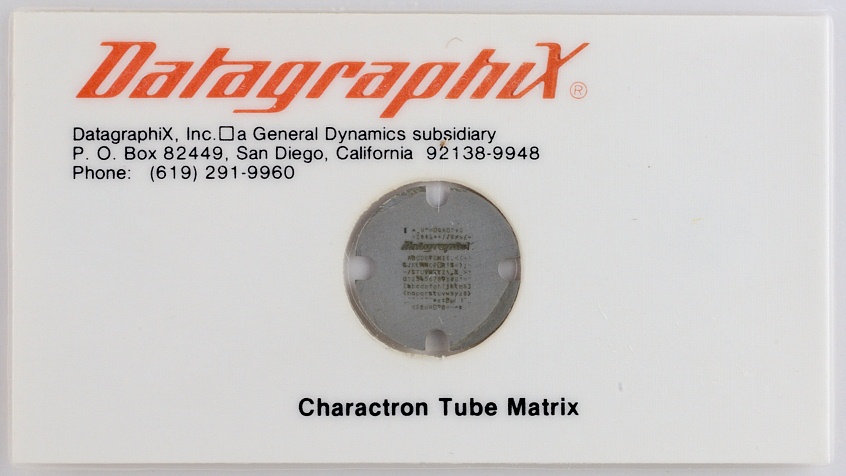 DatagraphiX®
DatagraphiX, Inc.□a General Dynamics subsidiary
P. O. Box 82449, San Diego, California 92138-9948
Phone: (619) 291-9960
DatagraphiX
Charactron Tube Matrix